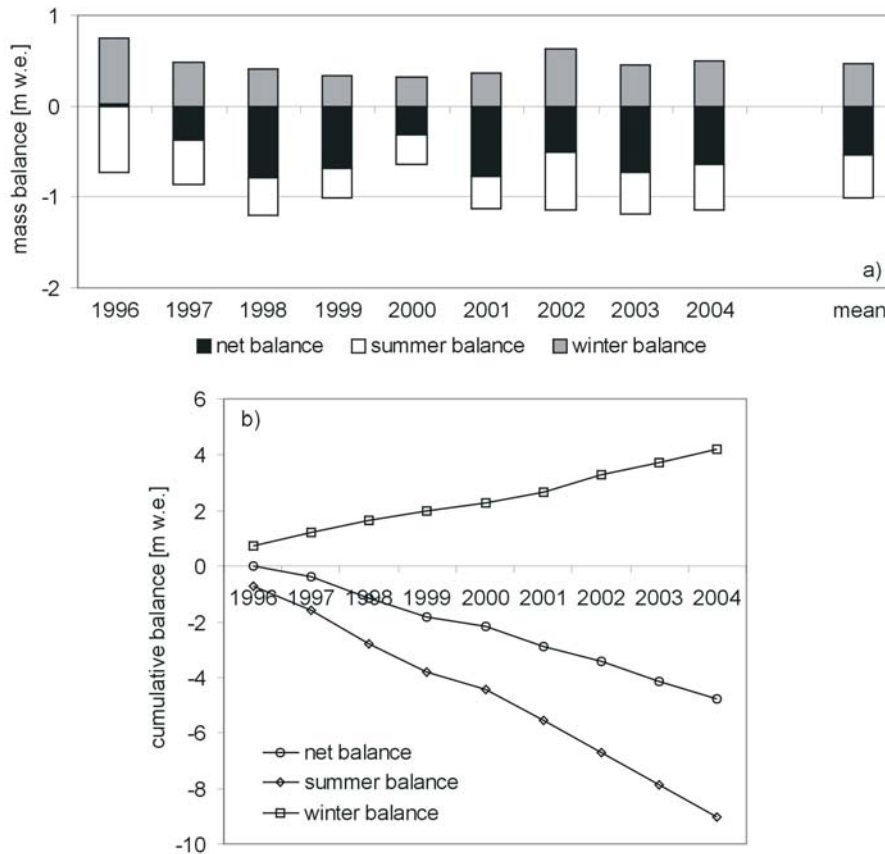 1
0
-1
-2
mass balance [m w.e.]
a)
1996 1997 1998 1999 2000 2001 2002 2003 2004 mean
net balance summer balance winter balance
b)
6
4
2
0
-2
-4
-6
-8
-10
cumulative balance [m w.e.]
1996 1997 1998 1999 2000 2001 2002 2003 2004
net balance
summer balance
winter balance